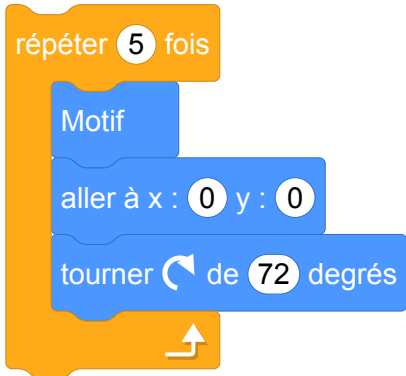 répéter 5 fois
Motif
aller à x : 0 y : 0
tourner de 72 degrés